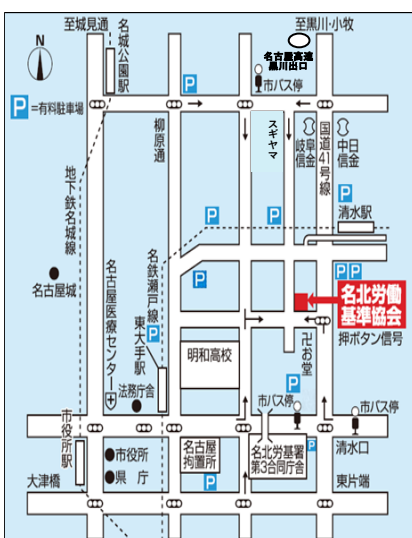 至城見通
至黒川・小牧
N
名城公園駅
名古屋高速
黒川出口
P
市バス停
P=有料駐車場
柳原通
スギヤマ
岐阜信金
国道41号線
中日信金
地下鉄名城線
P
清水駅
P
P
名鉄瀬戸線
P
P P
名古屋城
名古屋医療センター
P
東大手駅
名北労働
基準協会
押ボタン信号
明和高校
卍お堂
法務庁舎
P
市バス停
市バス停
市役所駅
市役所
県庁
名古屋
拘置所
P
名北労基署
第3合同庁舎
P
清水口
大津橋
東片端